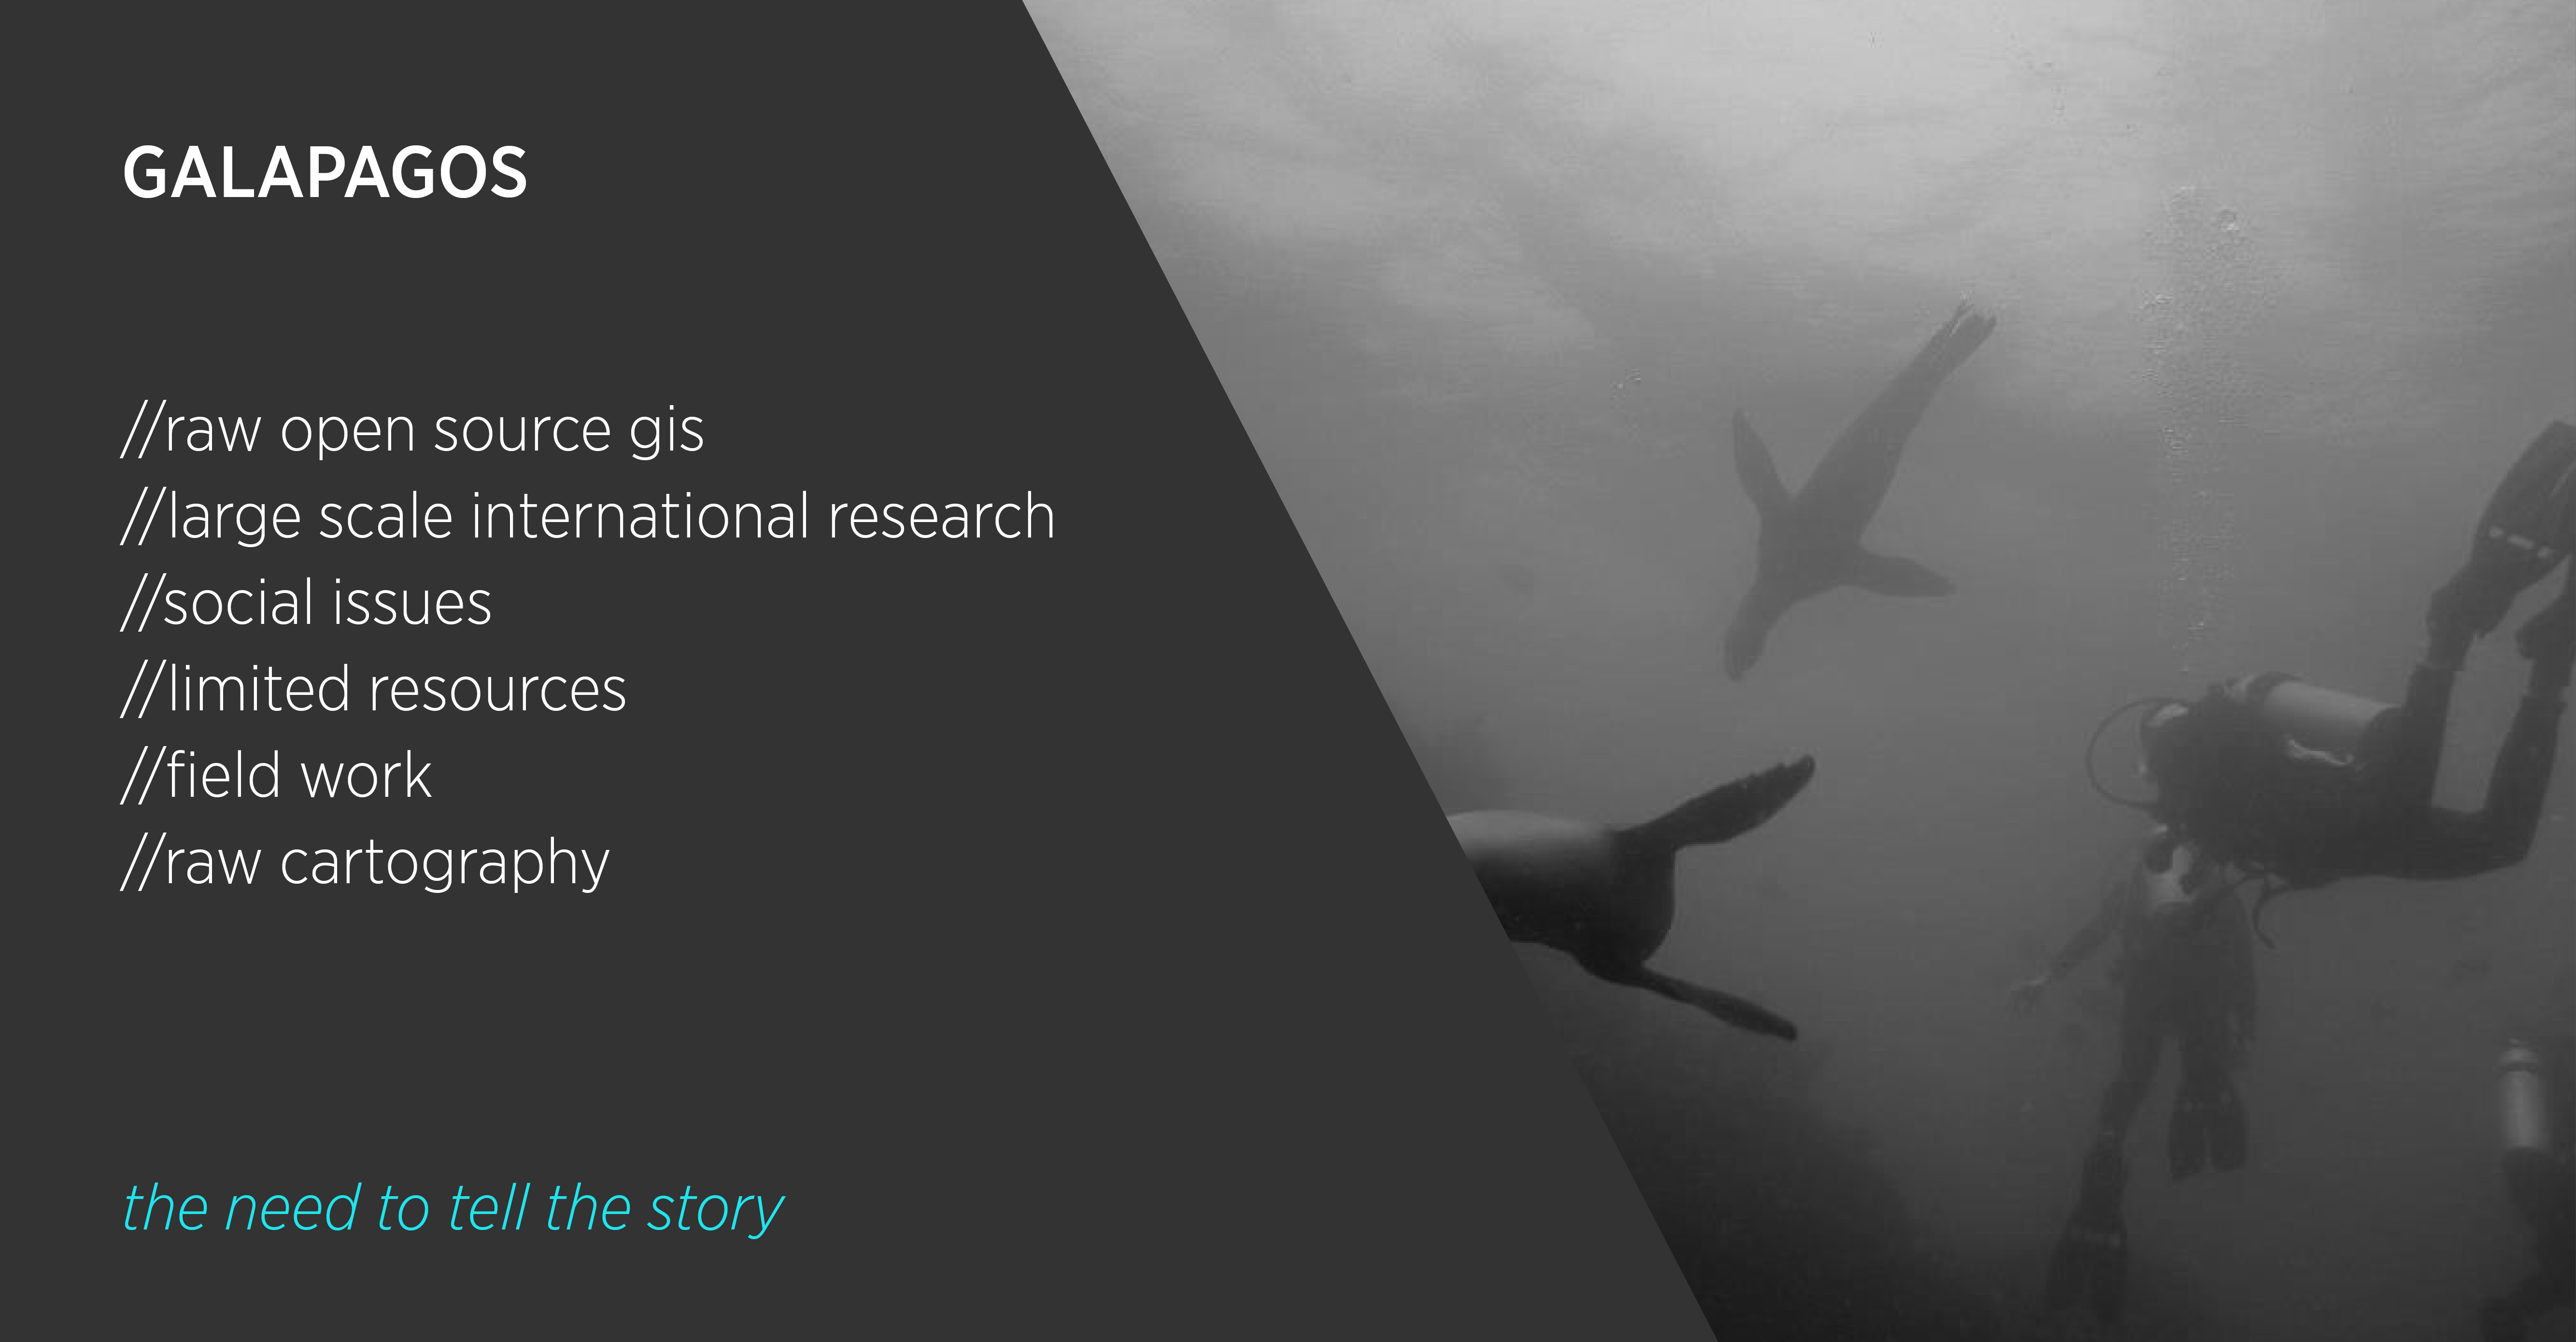 GALAPAGOS
//raw open source gis
//large scale international research
//social issues
//limited resources
//field work
//raw cartography
the need to tell the story